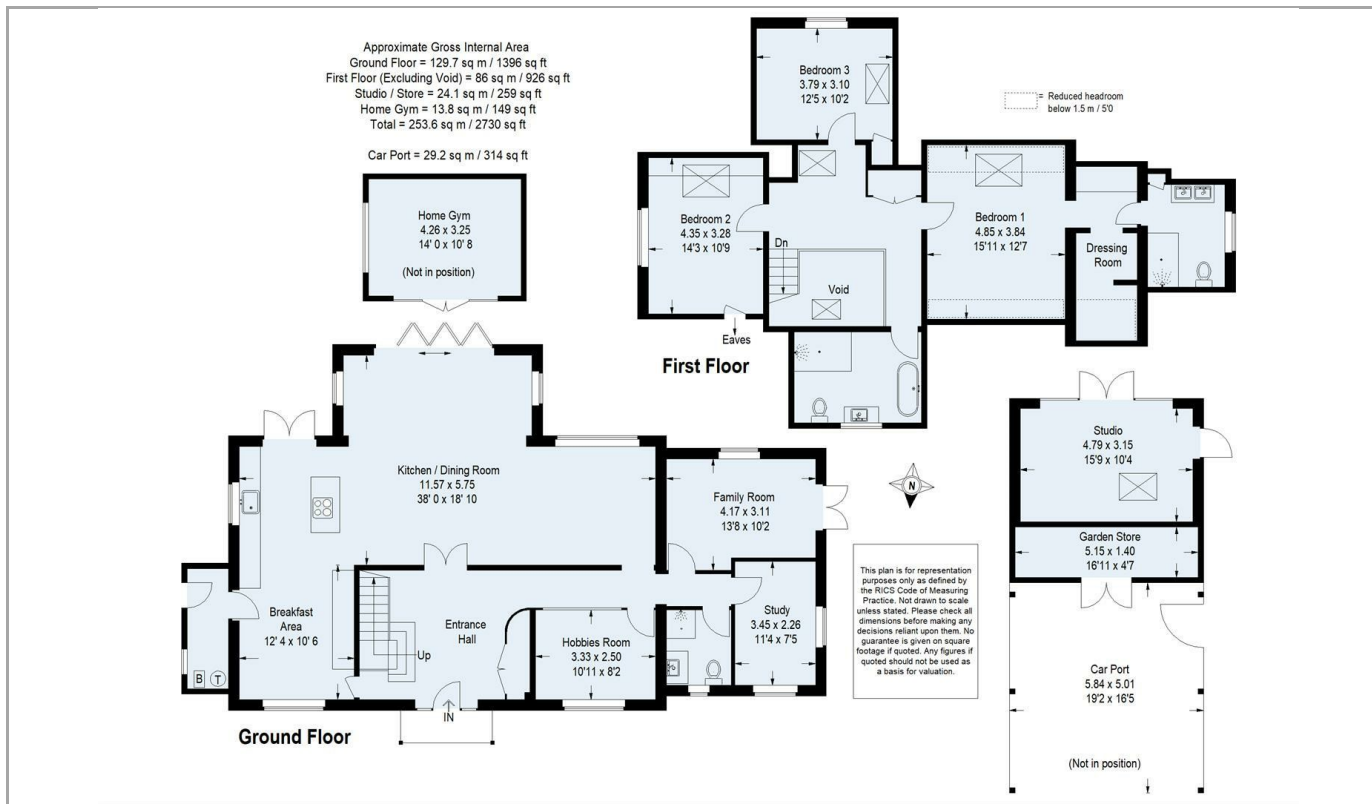 Approximate Gross Internal Area
Ground Floor = 129.7 sq m / 1396 sq ft
First Floor (Excluding Void) = 86 sq m / 926 sq ft
Studio / Store = 24.1 sq m / 259 sq ft
Home Gym = 13.8 sq m / 149 sq ft
Total = 253.6 sq m / 2730 sq ft
Car Port = 29.2 sq m / 314 sq ft
Home Gym
4.26 x 3.25
14' 0 x 10' 8
(Not in position)
Bedroom 3
3.79 x 3.10
12'5 x 10'2
= Reduced headroom
below 1.5 m / 5'0
Bedroom 2
4.35 x 3.28
14'3 x 10'9
Dn
Void
Eaves
Bedroom 1
4.85 x 3.84
15'11 x 12'7
Dressing
Room
First Floor
Kitchen / Dining Room
11.57 x 5.75
38' 0 x 18' 10
Family Room
4.17 x 3.11
13'8 x 10'2
N
Studio
4.79 x 3.15
15'9 x 10'4
Garden Store
5.15 x 1.40
16'11 x 4'7
Breakfast
Area
12' 4 x 10' 6
B
T
Up
Entrance
Hall
IN
Hobbies Room
3.33 x 2.50
10'11 x 8'2
Study
3.45 x 2.26
11'4 x 7'5
This plan is for representation
purposes only as defined by
the RICS Code of Measuring
Practice. Not drawn to scale
unless stated. Please check all
dimensions before making any
decisions reliant upon them. No
guarantee is given on square
footage if quoted. Any figures if
quoted should not be used as
a basis for valuation.
Car Port
5.84 x 5.01
19'2 x 16'5
(Not in position)
Ground Floor